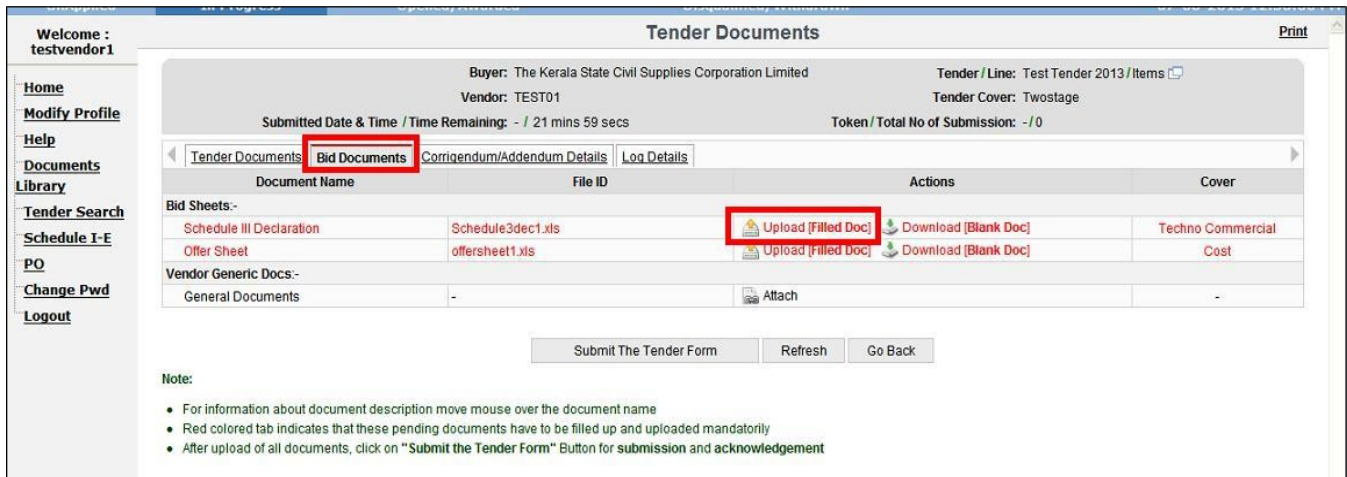 In Progress
Welcome :
testvendor1
Tender Documents
Print
Buyer: The Kerala State Civil Supplies Corporation Limited
Tender / Line: Test Tender 2013 / Items
Vendor: TEST01
Tender Cover: Twostage
Submitted Date & Time / Time Remaining: - / 21 mins 59 secs
Token / Total No of Submission: - / 0
Home
Modify Profile
Help
Documents
Library
Tender Search
Schedule I-E
PO
Change Pwd
Logout
Tender Documents Bid Documents Corrigendum/Addendum Details Log Details
Document Name File ID Actions Cover
Bid Sheets:-
Schedule III Declaration Schedule3dec1.xls Upload [Filled Doc] Download [Blank Doc] Techno Commercial
Offer Sheet offersheet1.xls Upload [Filled Doc] Download [Blank Doc] Cost
Vendor Generic Docs:-
General Documents - Attach -
Submit The Tender Form Refresh Go Back
Note:
• For information about document description move mouse over the document name
• Red colored tab indicates that these pending documents have to be filled up and uploaded mandatorily
• After upload of all documents, click on "Submit the Tender Form" Button for submission and acknowledgement